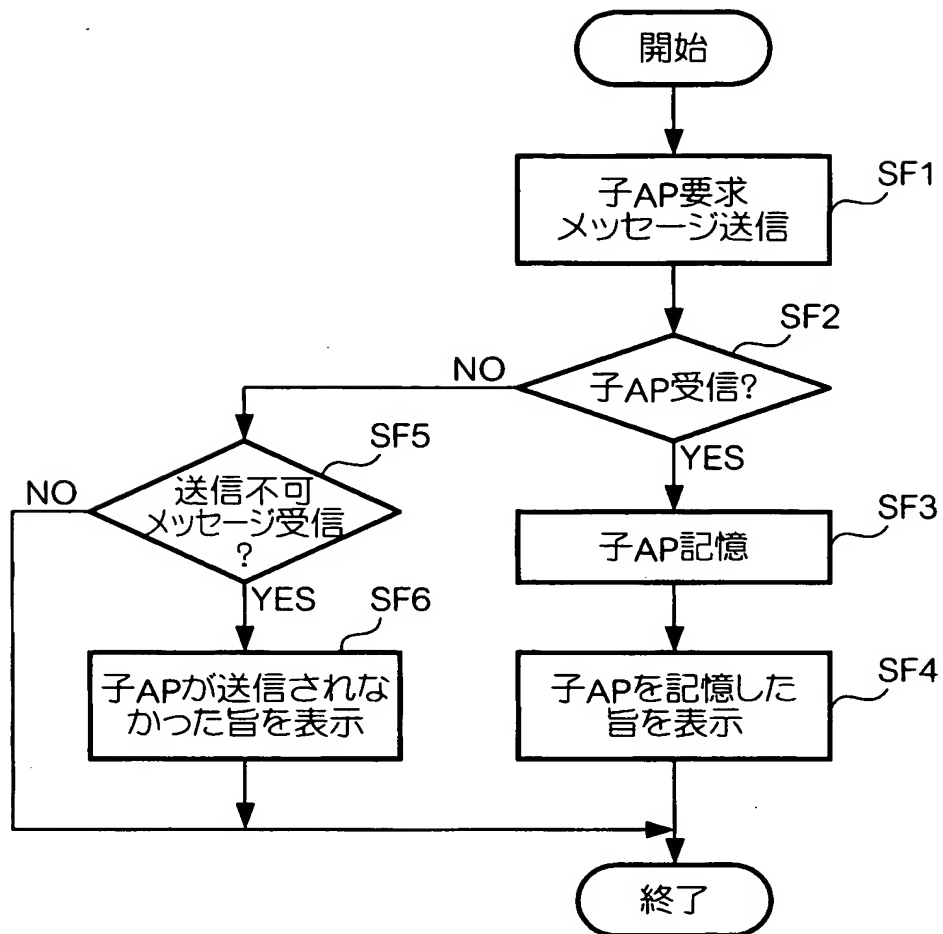 開始
子AP要求
メッセージ送信
SF1
子AP受信?
SF2
NO
YES
送信不可
メッセージ受信
?
SF5
NO
YES
子AP記憶
SF3
子APが送信されな
かった旨を表示
SF6
子APを記憶した
旨を表示
SF4
終了